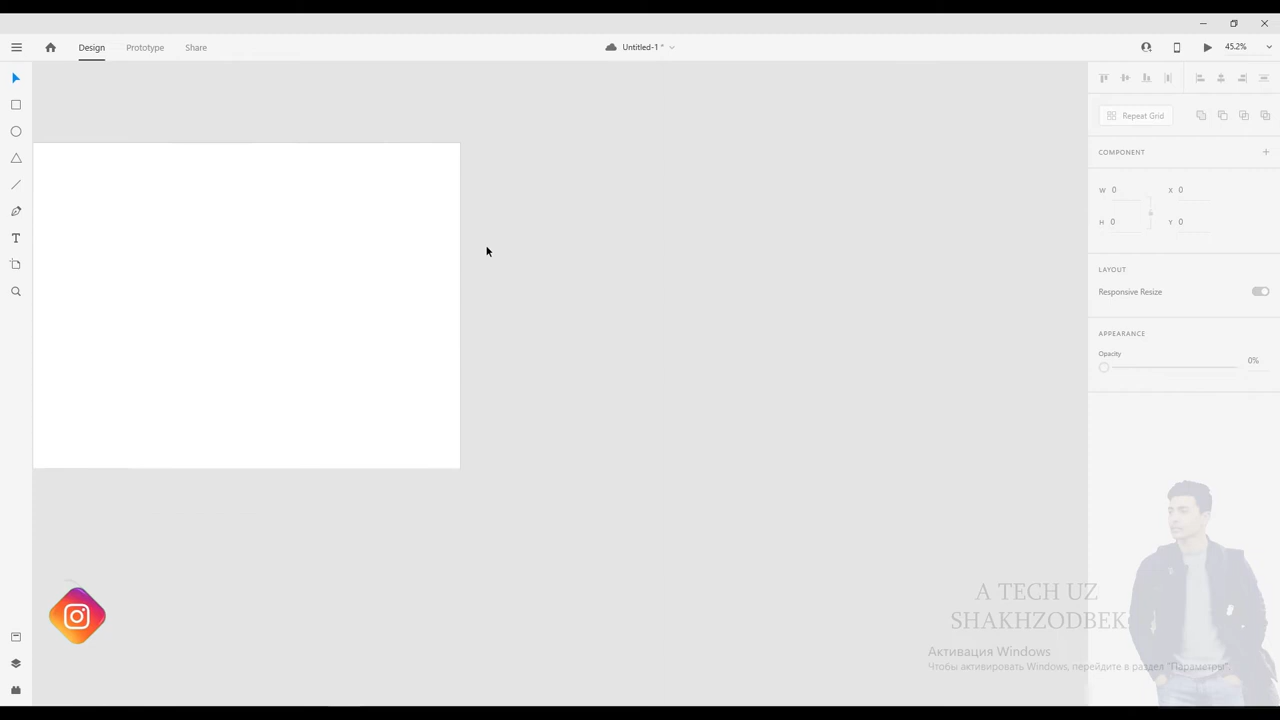 Design Prototype Share
Untitled-1 *
45.2%
Repeat Grid
COMPONENT
W 0 X 0
H 0 Y 0
LAYOUT
Responsive Resize
APPEARANCE
Opacity
0%
T
A TECH UZ
SHAKHZODBEK
Активация Windows
Чтобы активировать Windows, перейдите в раздел "Параметры".